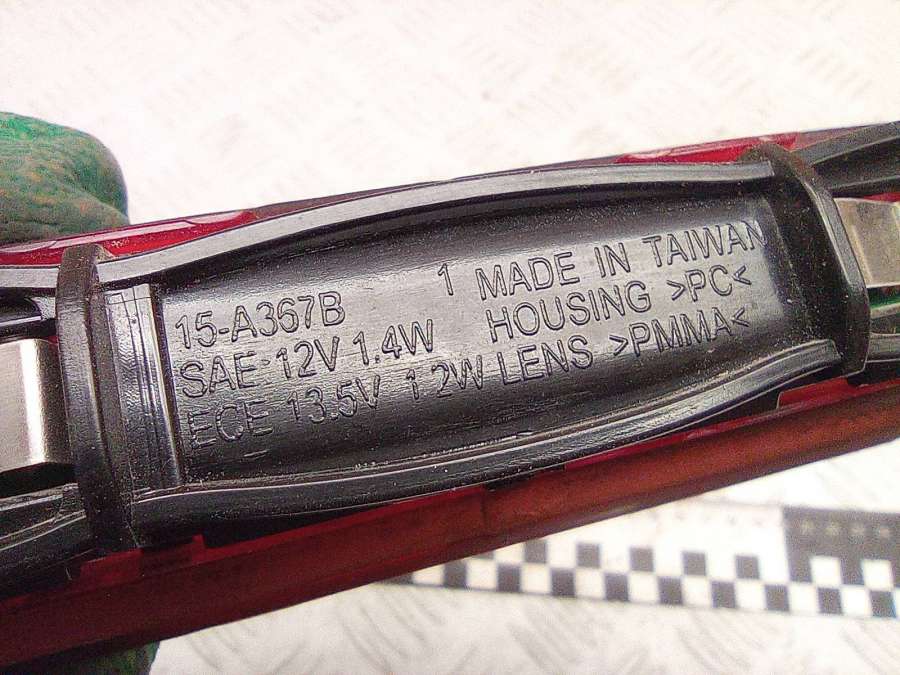 15-A367B
SAE 12V 1.4W
ECE 13.5V 1.2W
1
MADE IN TAIWAN
HOUSING >PC<
LENS >PMMA<